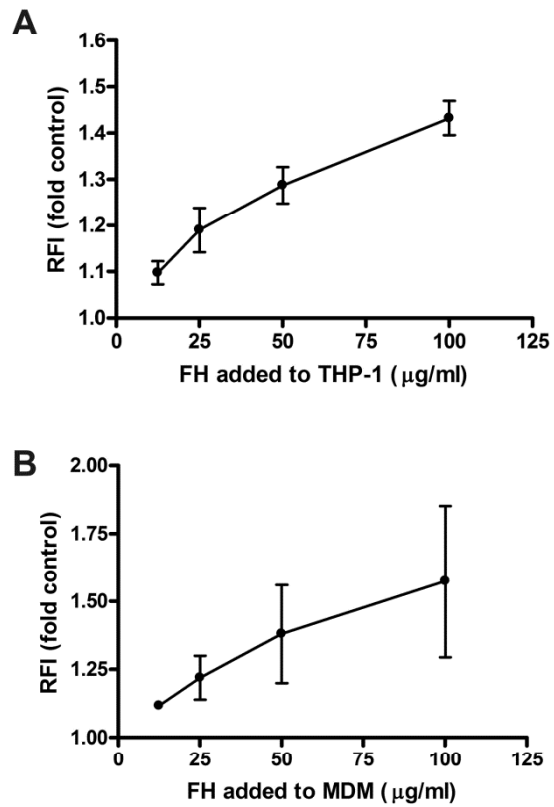 A
1.6
1.5
1.4
1.3
1.2
1.1
1.0
RFI (fold control)
0 25 50 75 100 125
FH added to THP-1 ( μg/ml)
B
2.00
1.75
1.50
1.25
1.00
RFI (fold control)
0 25 50 75 100 125
FH added to MDM ( μg/ml)